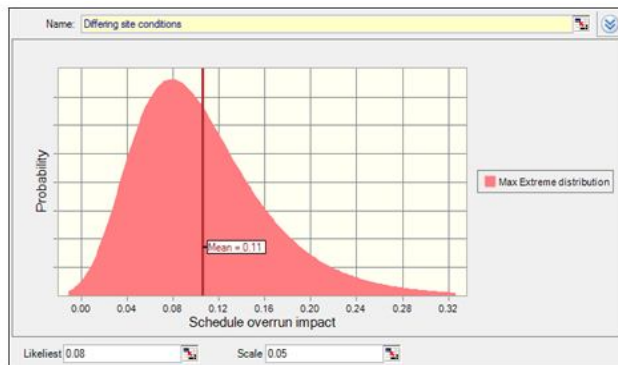 Name: Differing site conditions
Probability
Mean = 0.11
Max Extreme distribution
0.00 0.04 0.08 0.12 0.16 0.20 0.24 0.28 0.32
Schedule overrun impact
Likeliest 0.08 Scale 0.05